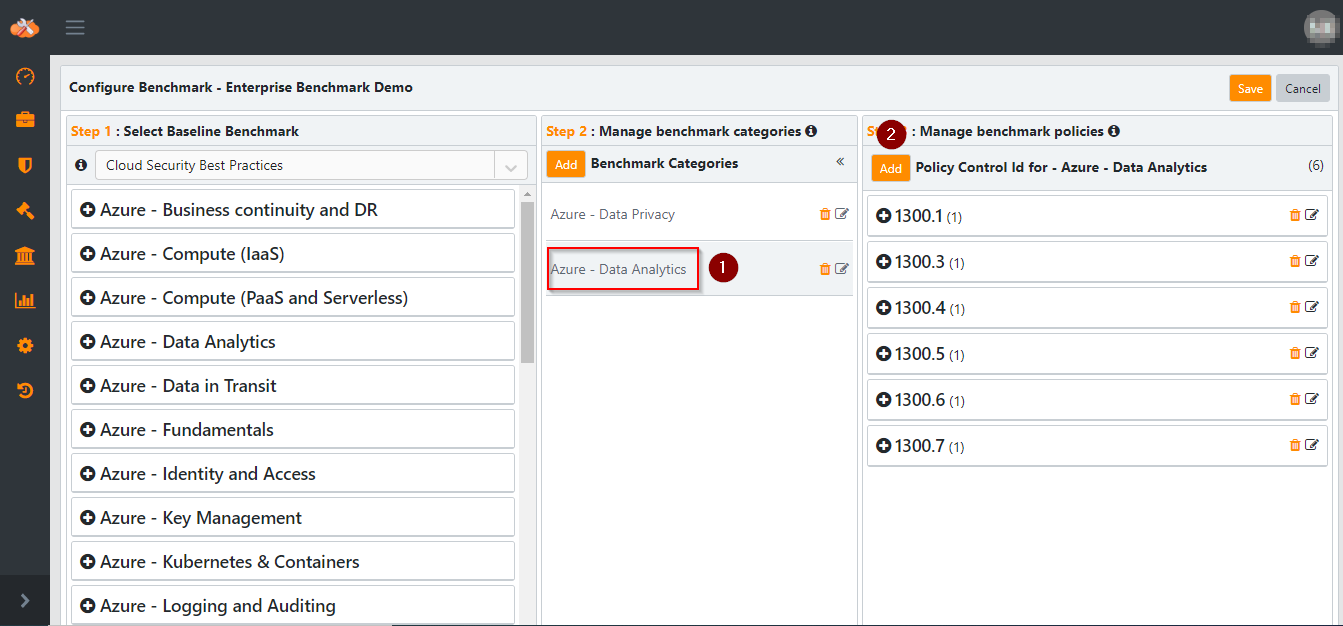 Configure Benchmark - Enterprise Benchmark Demo
Save
Cancel
Step 1 : Select Baseline Benchmark
Cloud Security Best Practices
Azure - Business continuity and DR
Azure - Compute (IaaS)
Azure - Compute (PaaS and Serverless)
Azure - Data Analytics
Azure - Data in Transit
Azure - Fundamentals
Azure - Identity and Access
Azure - Key Management
Azure - Kubernetes & Containers
Azure - Logging and Auditing
Step 2 : Manage benchmark categories
Add Benchmark Categories «
Azure - Data Privacy
Azure - Data Analytics
1
2
: Manage benchmark policies
Add Policy Control Id for - Azure - Data Analytics (6)
1300.1 (1)
1300.3 (1)
1300.4 (1)
1300.5 (1)
1300.6 (1)
1300.7 (1)